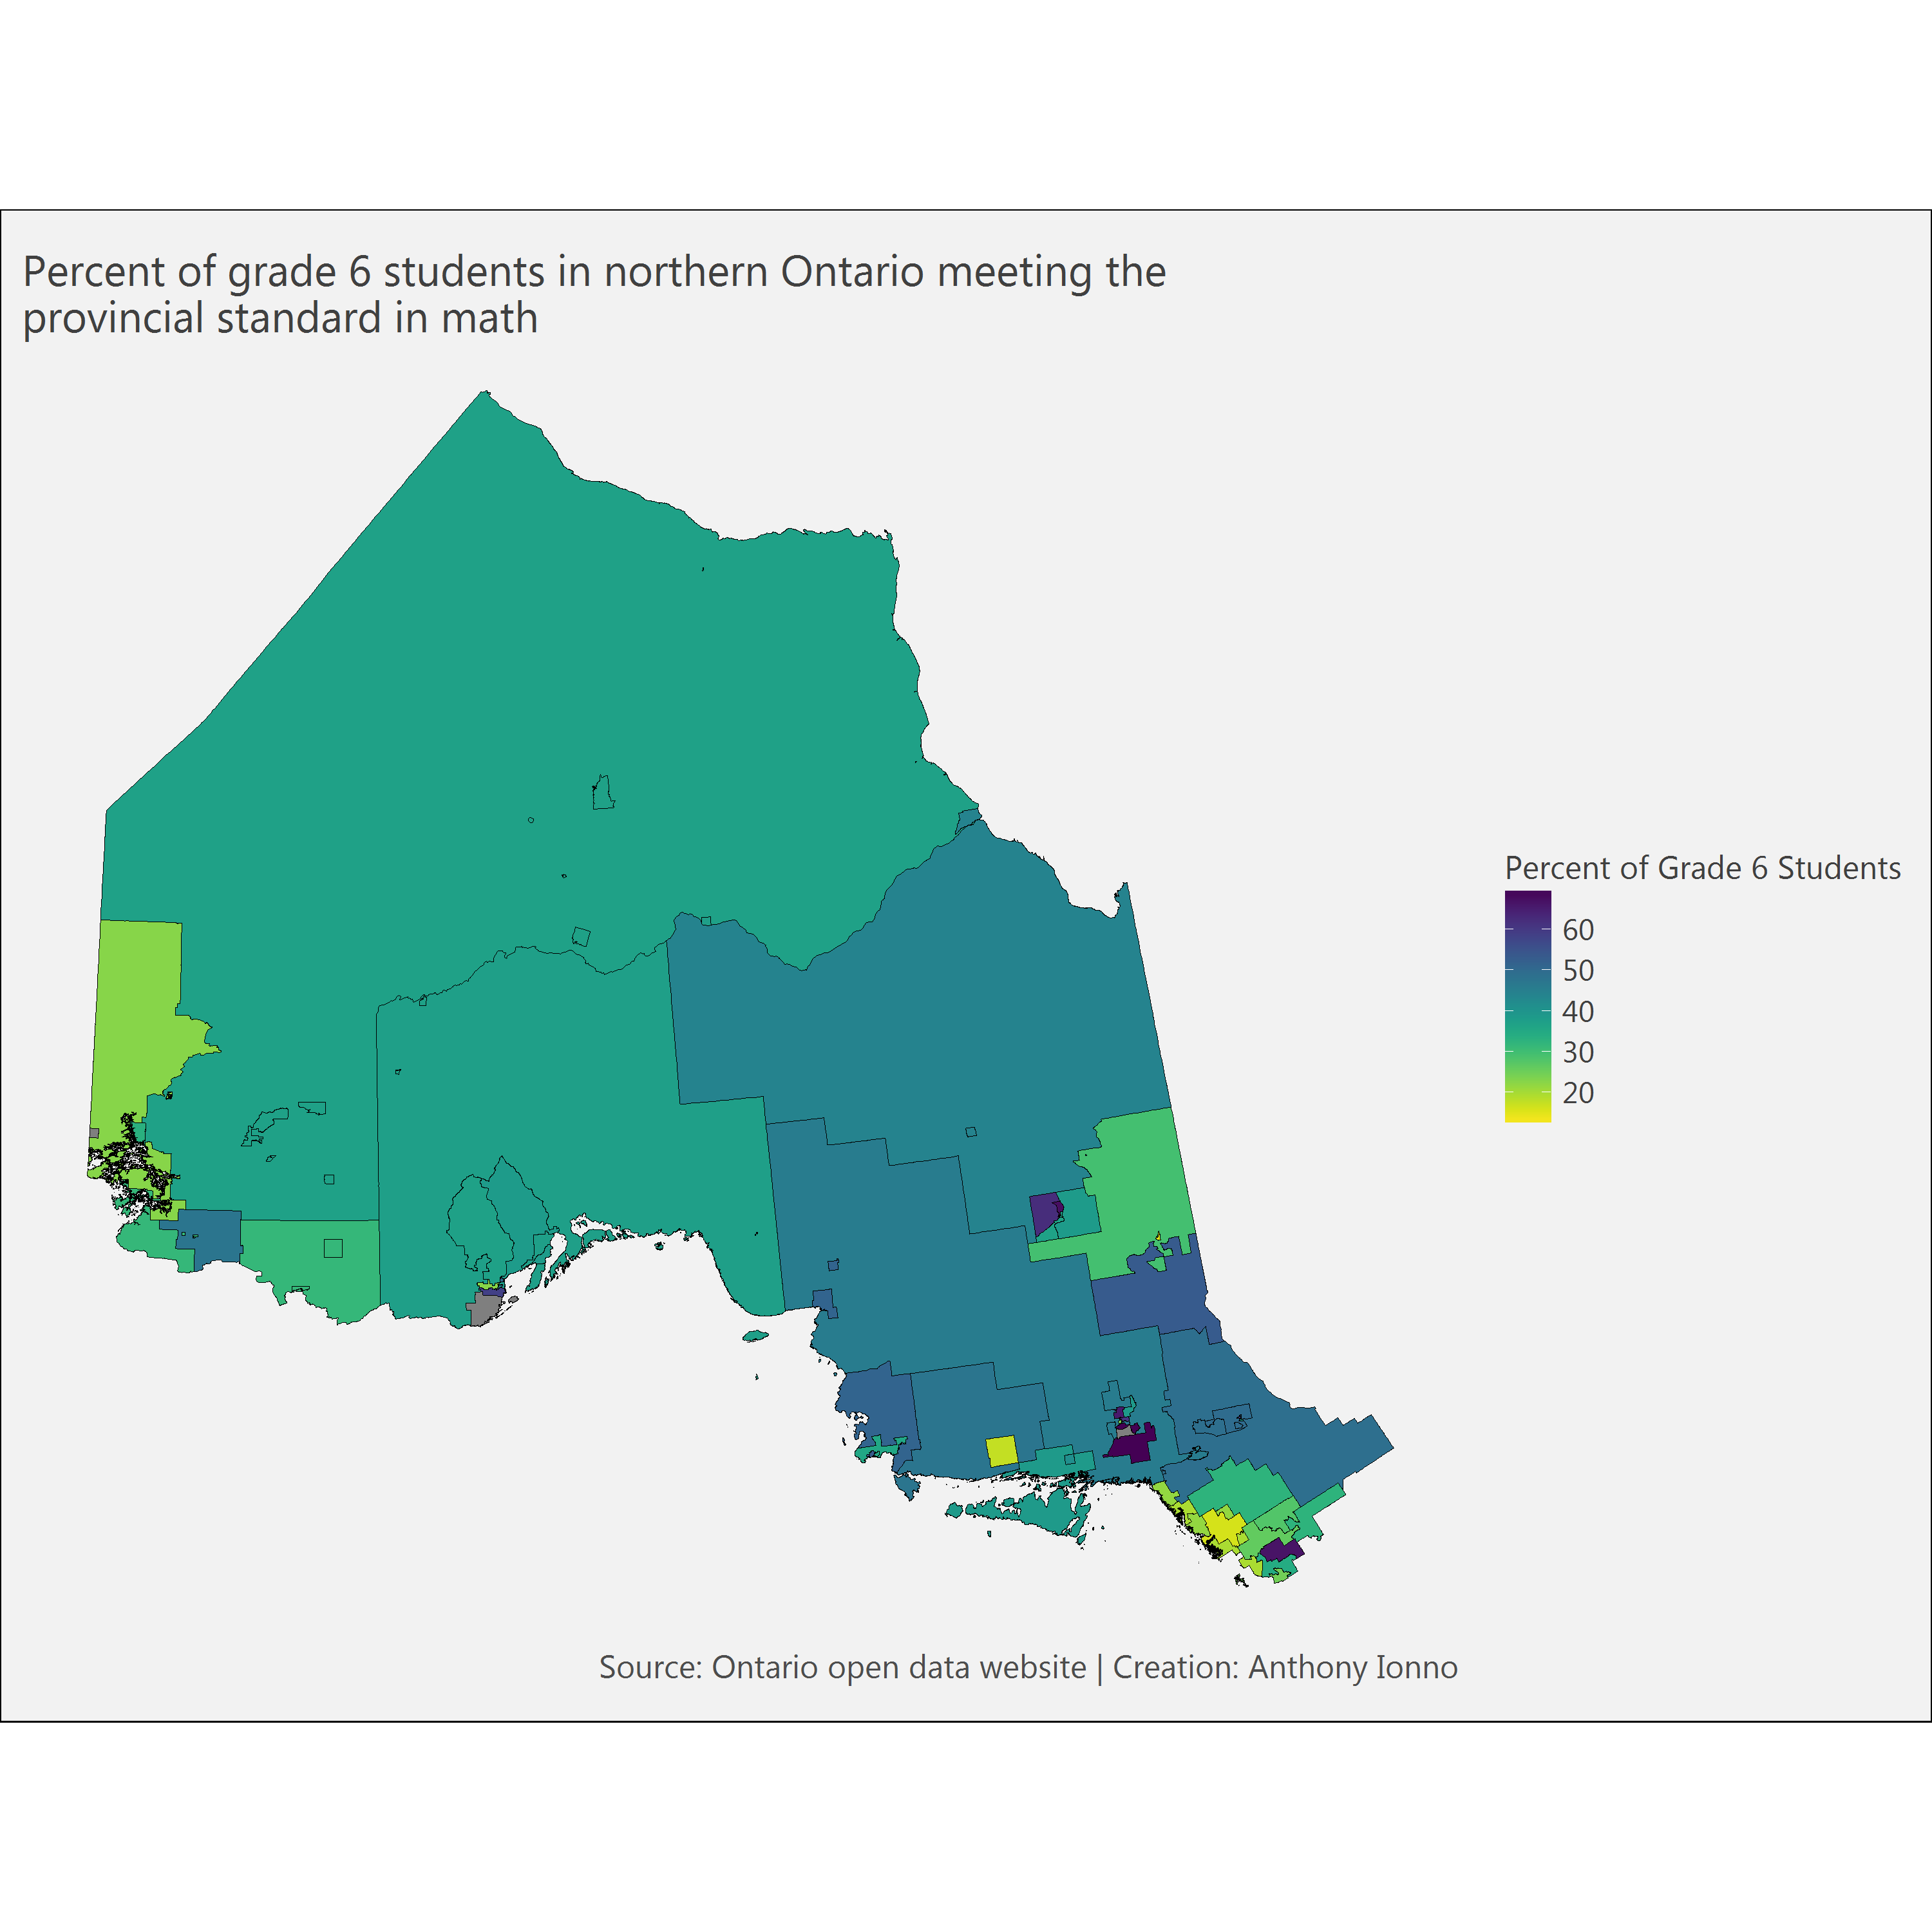 Percent of grade 6 students in northern Ontario meeting the
provincial standard in math
Percent of Grade 6 Students
60
50
40
30
20
Source: Ontario open data website | Creation: Anthony Ionno